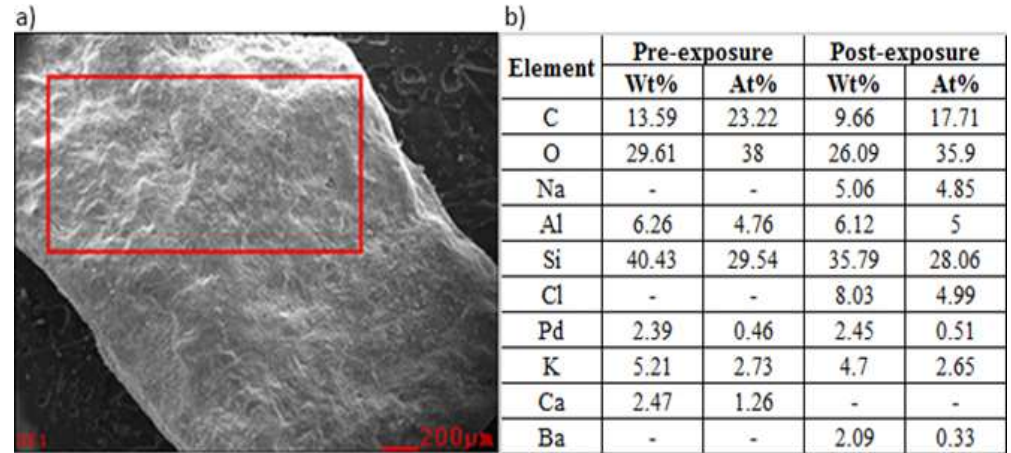 a)
b)
200µm
Element Pre-exposure Post-exposure
Wt% At% Wt% At%
C 13.59 23.22 9.66 17.71
O 29.61 38 26.09 35.9
Na - - 5.06 4.85
Al 6.26 4.76 6.12 5
Si 40.43 29.54 35.79 28.06
Cl - - 8.03 4.99
Pd 2.39 0.46 2.45 0.51
K 5.21 2.73 4.7 2.65
Ca 2.47 1.26 - -
Ba - - 2.09 0.33